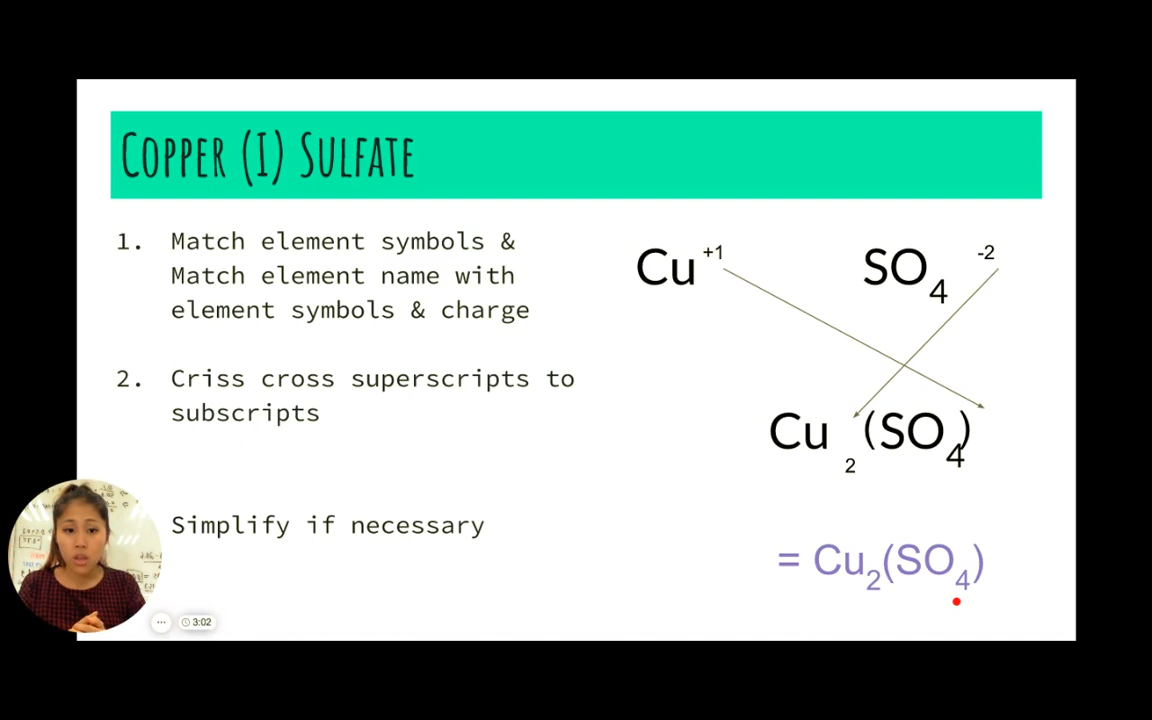 Copper (I) Sulfate
1. Match element symbols &
Match element name with
element symbols & charge
2. Criss cross superscripts to
subscripts
Simplify if necessary
Cu +1 SO4 -2
Cu 2 (SO4)
= Cu2(SO4)
3:02